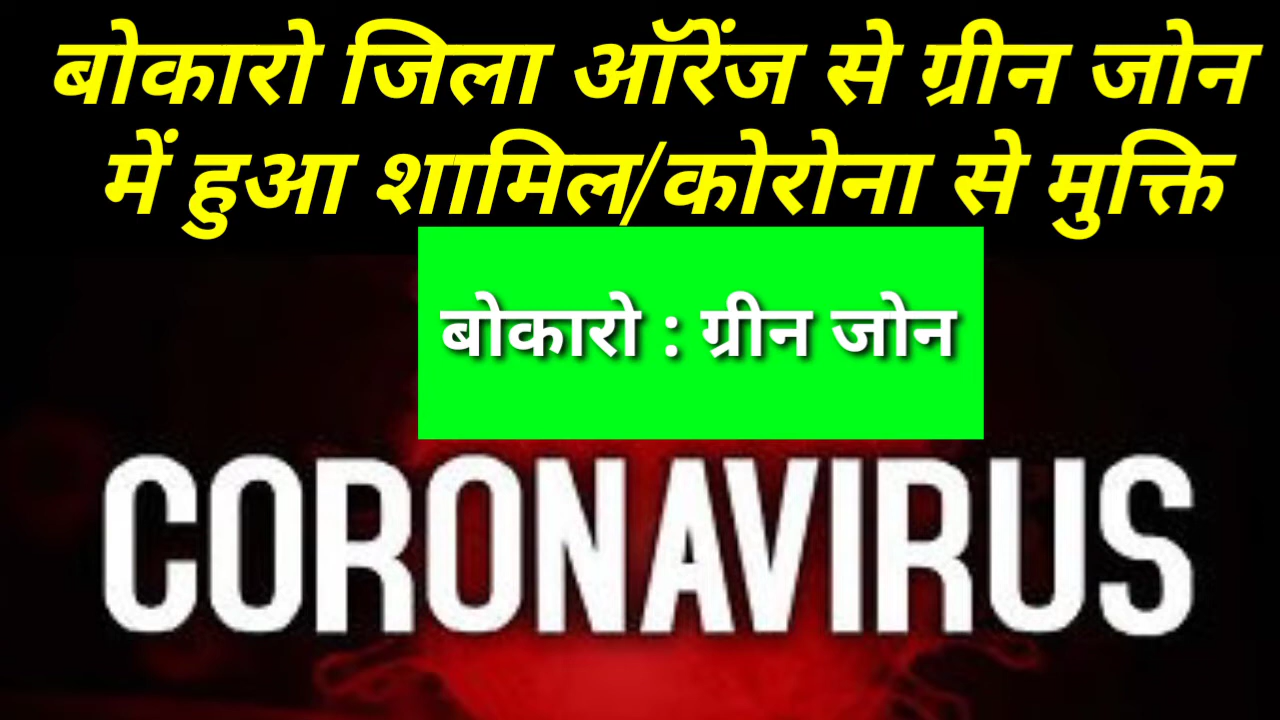 बोकारो जिला ऑरेंज से ग्रीन जोन
में हुआ शामिल/कोरोना से मुक्ति
बोकारो : ग्रीन जोन
CORONAVIRUS